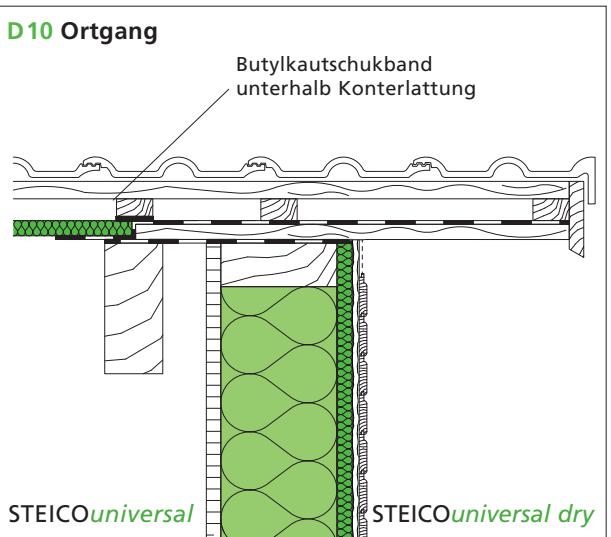 D10 Ortgang
Butylkautschukband
unterhalb Konterlattung
STEICOuniversal
STEICOuniversal dry